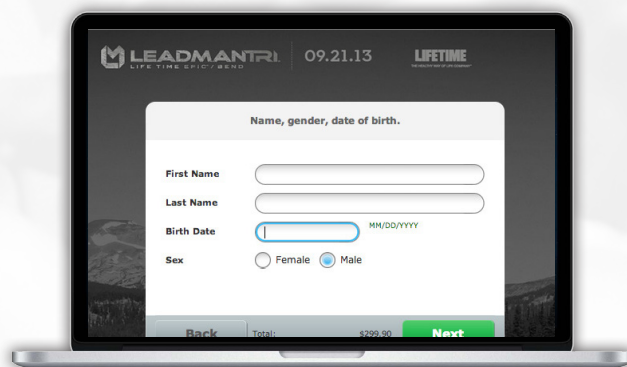 LEADMANTRI. 09.21.13 LIFETIME
LIFE TIME EPIC / BEND
Name, gender, date of birth.
First Name
Last Name
Birth Date MM/DD/YYYY
Sex Female Male
Back Total: $299.90 Next